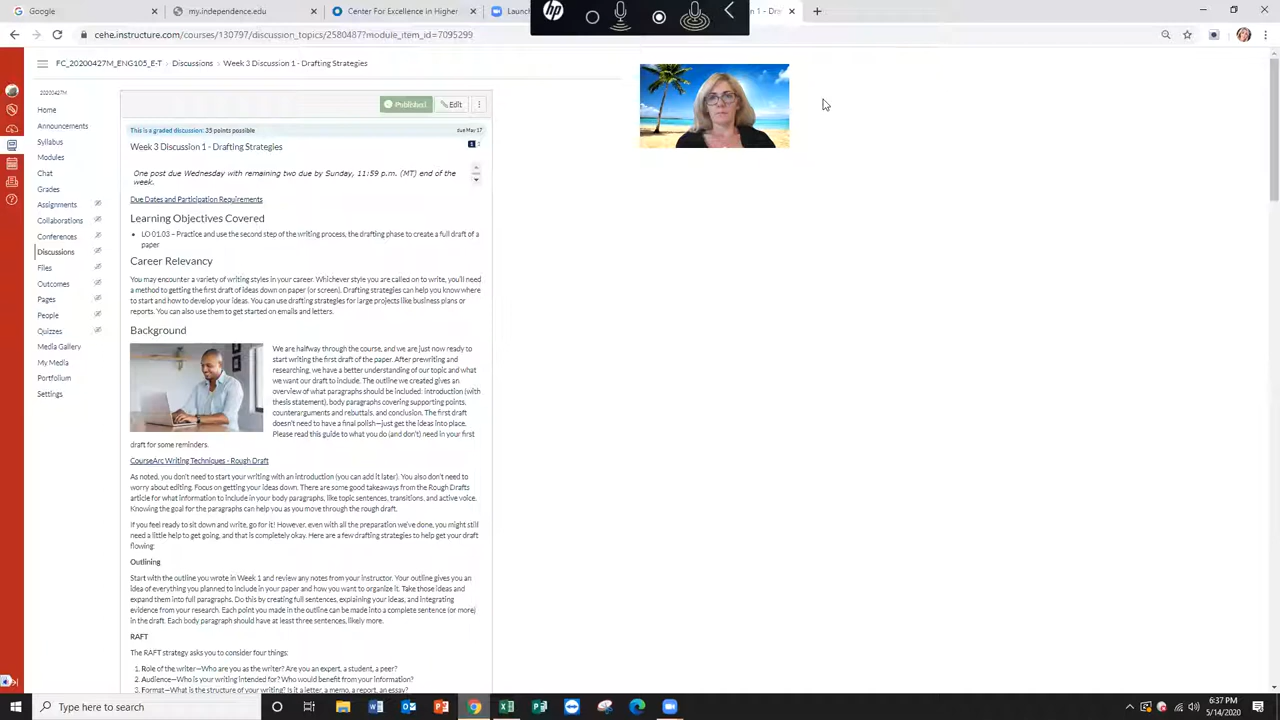 Google
my.independence.edu
Center For Excellence in Higher
Launch
1 - Dr
hp
cehe.instructure.com/courses/130797/discussion_topics/2580487?module_item_id=7095299
FC_20200427M_ENG105_E-T > Discussions > Week 3 Discussion 1 - Drafting Strategies
20200427M
Home
Announcements
Syllabus
Modules
Chat
Grades
Assignments
Collaborations
Conferences
Discussions
Files
Outcomes
Pages
People
Quizzes
Media Gallery
My Media
Portfolium
Settings
Published
Edit
This is a graded discussion: 35 points possible
due Mar 17
Week 3 Discussion 1 - Drafting Strategies
One post due Wednesday with remaining two due by Sunday, 11:59 p.m. (MT) end of the
week.
Due Dates and Participation Requirements
Learning Objectives Covered
• LO 01.03 – Practice and use the second step of the writing process, the drafting phase to create a full draft of a
paper
Career Relevancy
You may encounter a variety of writing styles in your career. Whichever style you are called on to write, you'll need
a method to getting the first draft of ideas down on paper (or screen). Drafting strategies can help you know where
to start and how to develop your ideas. You can use drafting strategies for large projects like business plans or
reports. You can also use them to get started on emails and letters.
Background
We are halfway through the course, and we are just now ready to
start writing the first draft of the paper. After prewriting and
researching, we have a better understanding of our topic and what
we want our draft to include. The outline we created gives an
overview of what paragraphs should be included: introduction (with
thesis statement), body paragraphs covering supporting points,
counterarguments and rebuttals, and conclusion. The first draft
doesn't need to have a final polish—just get the ideas into place.
Please read this guide to what you do (and don't) need in your first
draft for some reminders.
CourseArc Writing Techniques - Rough Draft
As noted, you don't need to start your writing with an introduction (you can add it later). You also don't need to
worry about editing. Focus on getting your ideas down. There are some good takeaways from the Rough Drafts
article for what information to include in your body paragraphs, like topic sentences, transitions, and active voice.
Knowing the goal for the paragraphs can help you as you move through the rough draft.
If you feel ready to sit down and write, go for it! However, even with all the preparation we've done, you might still
need a little help to get going, and that is completely okay. Here are a few drafting strategies to help get your draft
flowing:
Outlining
Start with the outline you wrote in Week 1 and review any notes from your instructor. Your outline gives you an
idea of everything you planned to include in your paper and how you want to organize it. Take those ideas and
expand them into full paragraphs. Do this by creating full sentences, explaining your ideas, and integrating
evidence from your research. Each point you made in the outline can be made into a complete sentence (or more)
in the draft. Each body paragraph should have at least three sentences, likely more.
RAFT
The RAFT strategy asks you to consider four things:
1. Role of the writer—Who are you as the writer? Are you an expert, a student, a peer?
2. Audience—Who is your writing intended for? Who would benefit from your information?
3. Format—What is the structure of your writing? Is it a letter, a memo, a report, an essay?
Type here to search
6:37 PM
5/14/2020